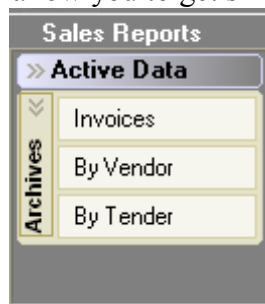 Sales Reports
» Active Data
Archives
Invoices
By Vendor
By Tender